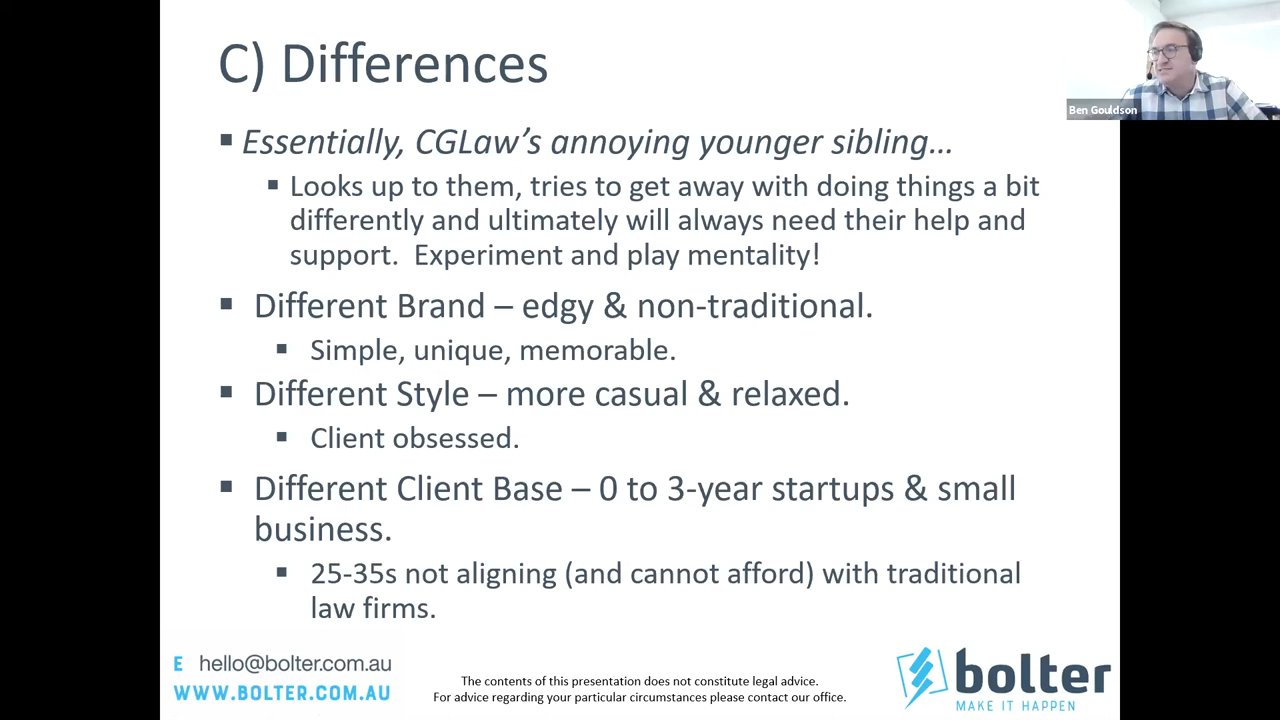 C) Differences
Ben Gouldson
▪ Essentially, CGLaw's annoying younger sibling…
▪ Looks up to them, tries to get away with doing things a bit
differently and ultimately will always need their help and
support.  Experiment and play mentality!
▪ Different Brand – edgy & non-traditional.
▪ Simple, unique, memorable.
▪ Different Style – more casual & relaxed.
▪ Client obsessed.
▪ Different Client Base – 0 to 3-year startups & small
business.
▪ 25-35s not aligning (and cannot afford) with traditional
law firms.
E hello@bolter.com.au
WWW.BOLTER.COM.AU
The contents of this presentation does not constitute legal advice.
For advice regarding your particular circumstances please contact our office.
bolter
MAKE IT HAPPEN